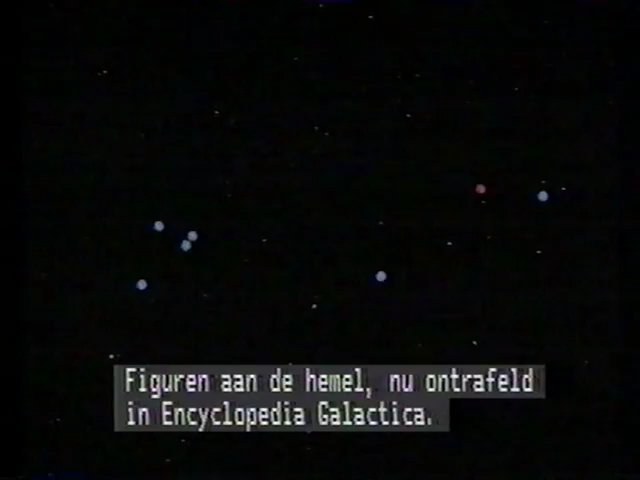 Figuren aan de hemel, nu ontrafeld
in Encyclopedia Galactica.